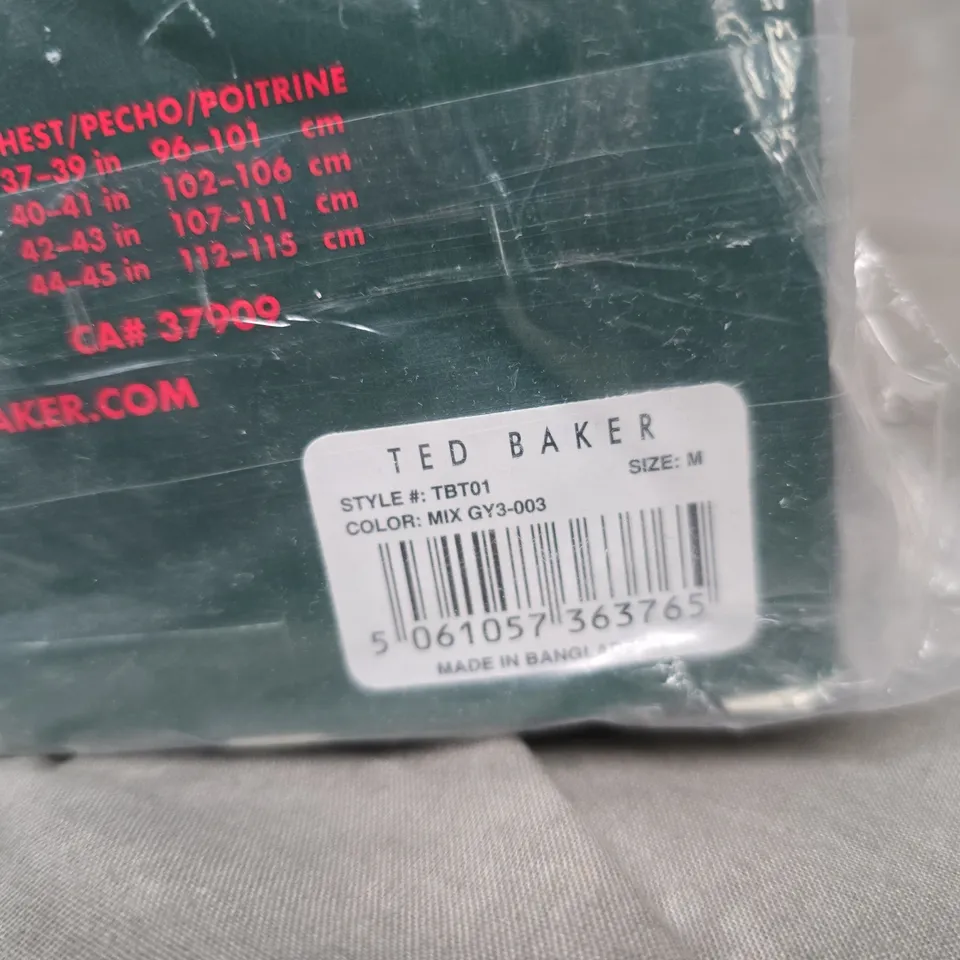 HEST/PECHO/POITRINE
37–39 in 96–101 cm
40–41 in 102–106 cm
42–43 in 107–111 cm
44–45 in 112–115 cm
CA# 37909
AKER.COM
TED BAKER
STYLE #: TBT01 SIZE: M
COLOR: MIX GY3-003
5 061057 363765
MADE IN BANGLA